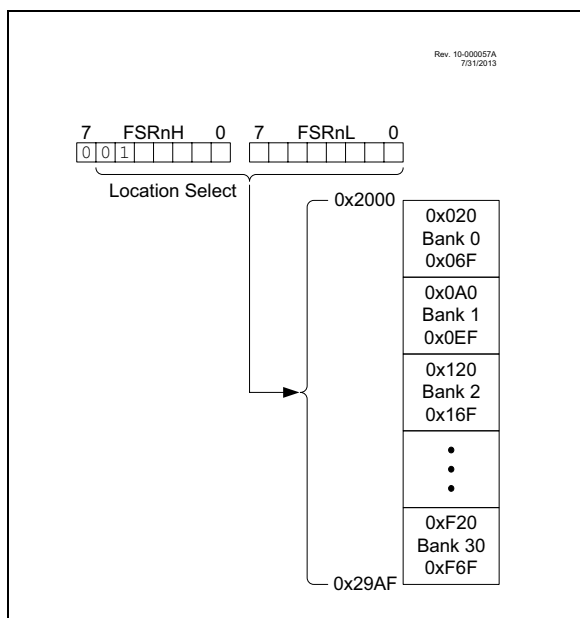 Rev. 10-000057A
7/31/2013
7 FSRnH 0 7 FSRnL 0
0 0 1
Location Select
0x2000
0x020
Bank 0
0x06F
0x0A0
Bank 1
0x0EF
0x120
Bank 2
0x16F
0xF20
Bank 30
0xF6F
0x29AF